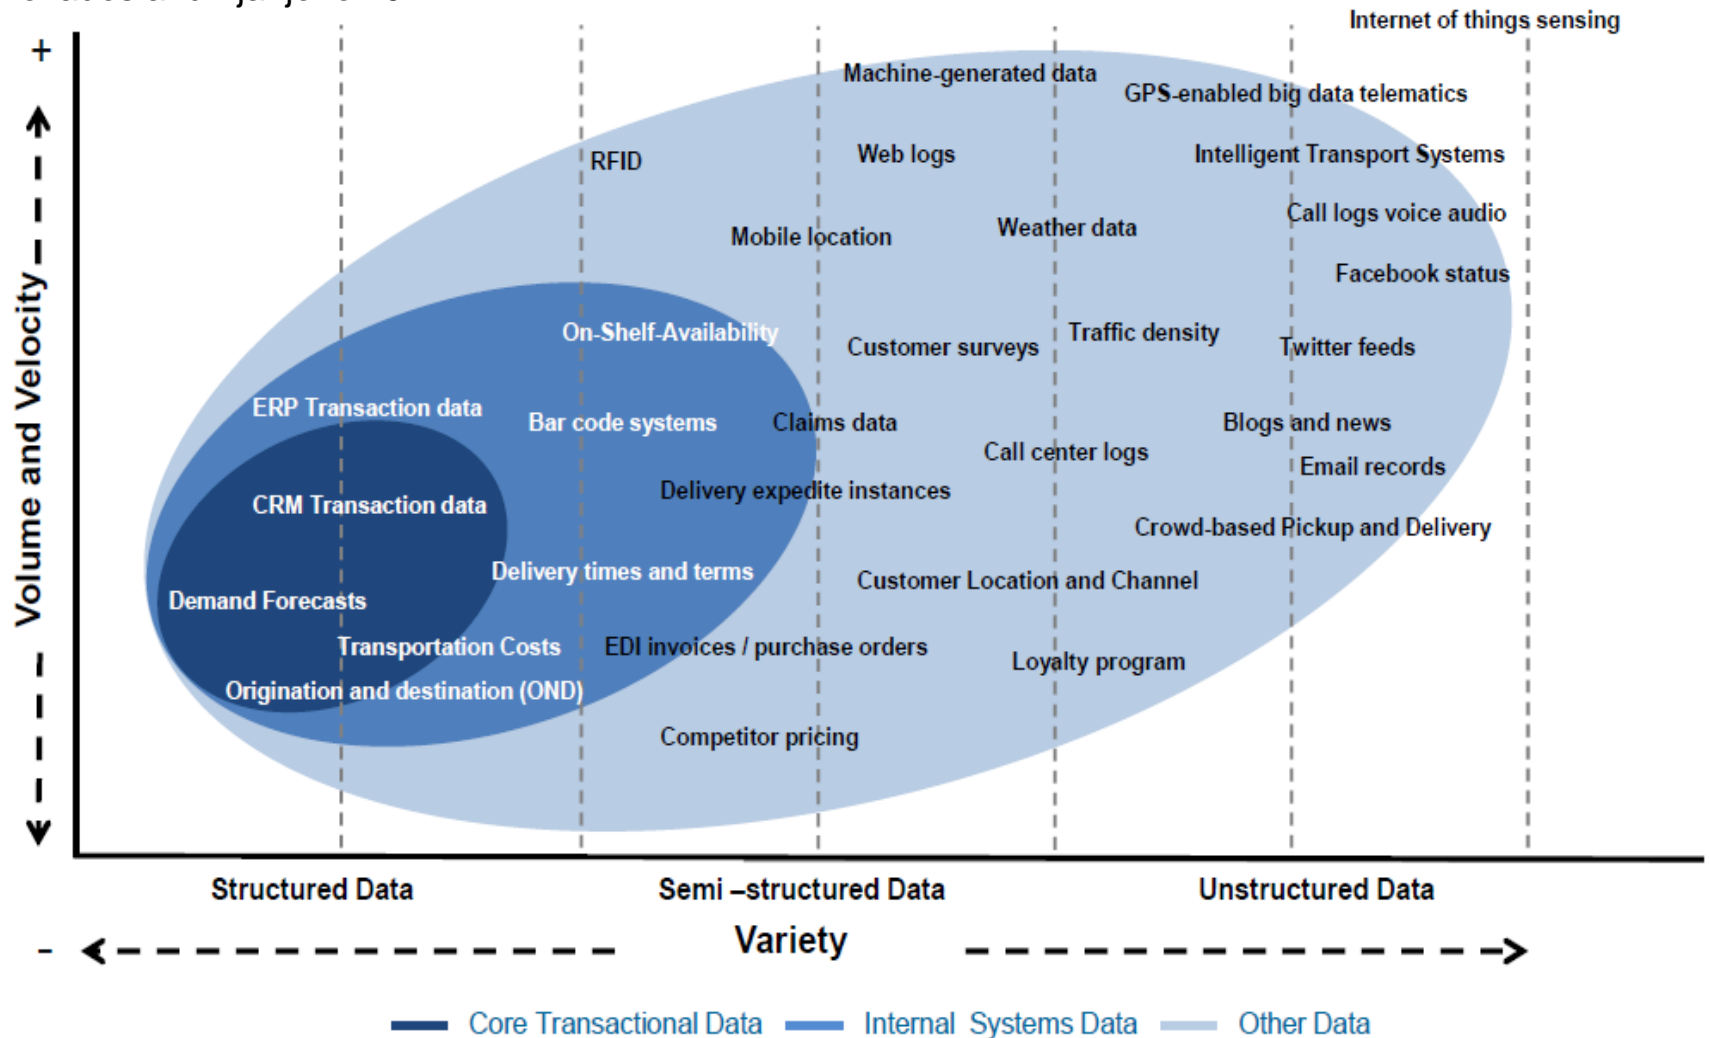 Internet of things sensing
+
Machine-generated data
GPS-enabled big data telematics
RFID
Web logs
Intelligent Transport Systems
Call logs voice audio
Mobile location
Weather data
Facebook status
On-Shelf-Availability
Customer surveys
Traffic density
Twitter feeds
ERP Transaction data
Bar code systems
Claims data
Blogs and news
Call center logs
Email records
CRM Transaction data
Delivery expedite instances
Crowd-based Pickup and Delivery
Delivery times and terms
Customer Location and Channel
Demand Forecasts
Transportation Costs
EDI invoices / purchase orders
Loyalty program
Origination and destination (OND)
Competitor pricing
Volume and Velocity
Structured Data
Semi –structured Data
Unstructured Data
-
Variety
Core Transactional Data
Internal Systems Data
Other Data